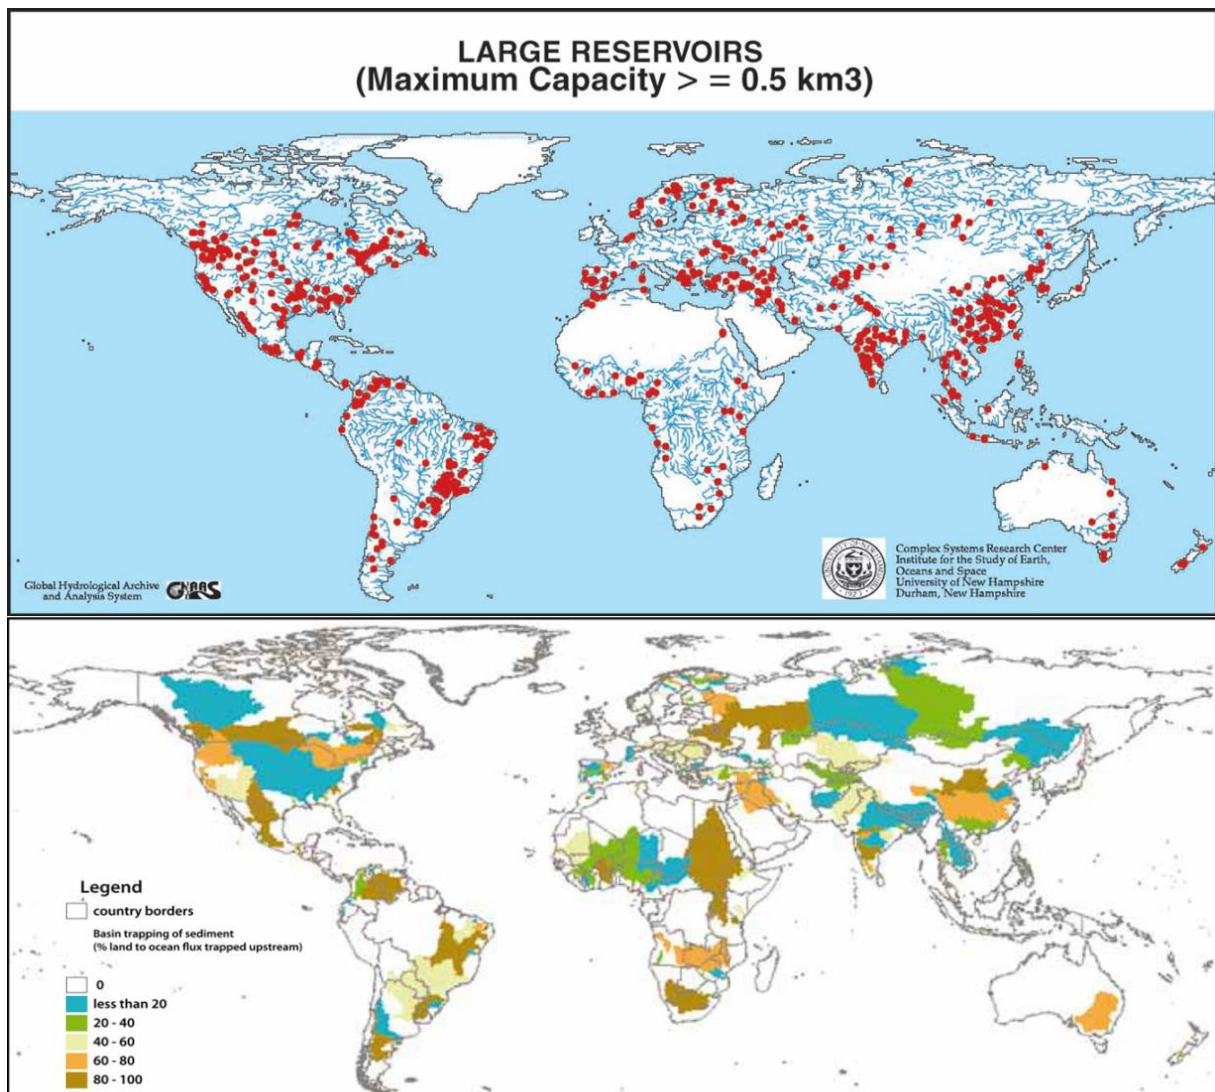 LARGE RESERVOIRS
(Maximum Capacity > = 0.5 km3)
Global Hydrological Archive
and Analysis System
Complex Systems Research Center
Institute for the Study of Earth,
Oceans and Space
University of New Hampshire
Durham, New Hampshire
Legend
country borders
Basin trapping of sediment
(% land to ocean flux trapped upstream)
0
less than 20
20 - 40
40 - 60
60 - 80
80 - 100